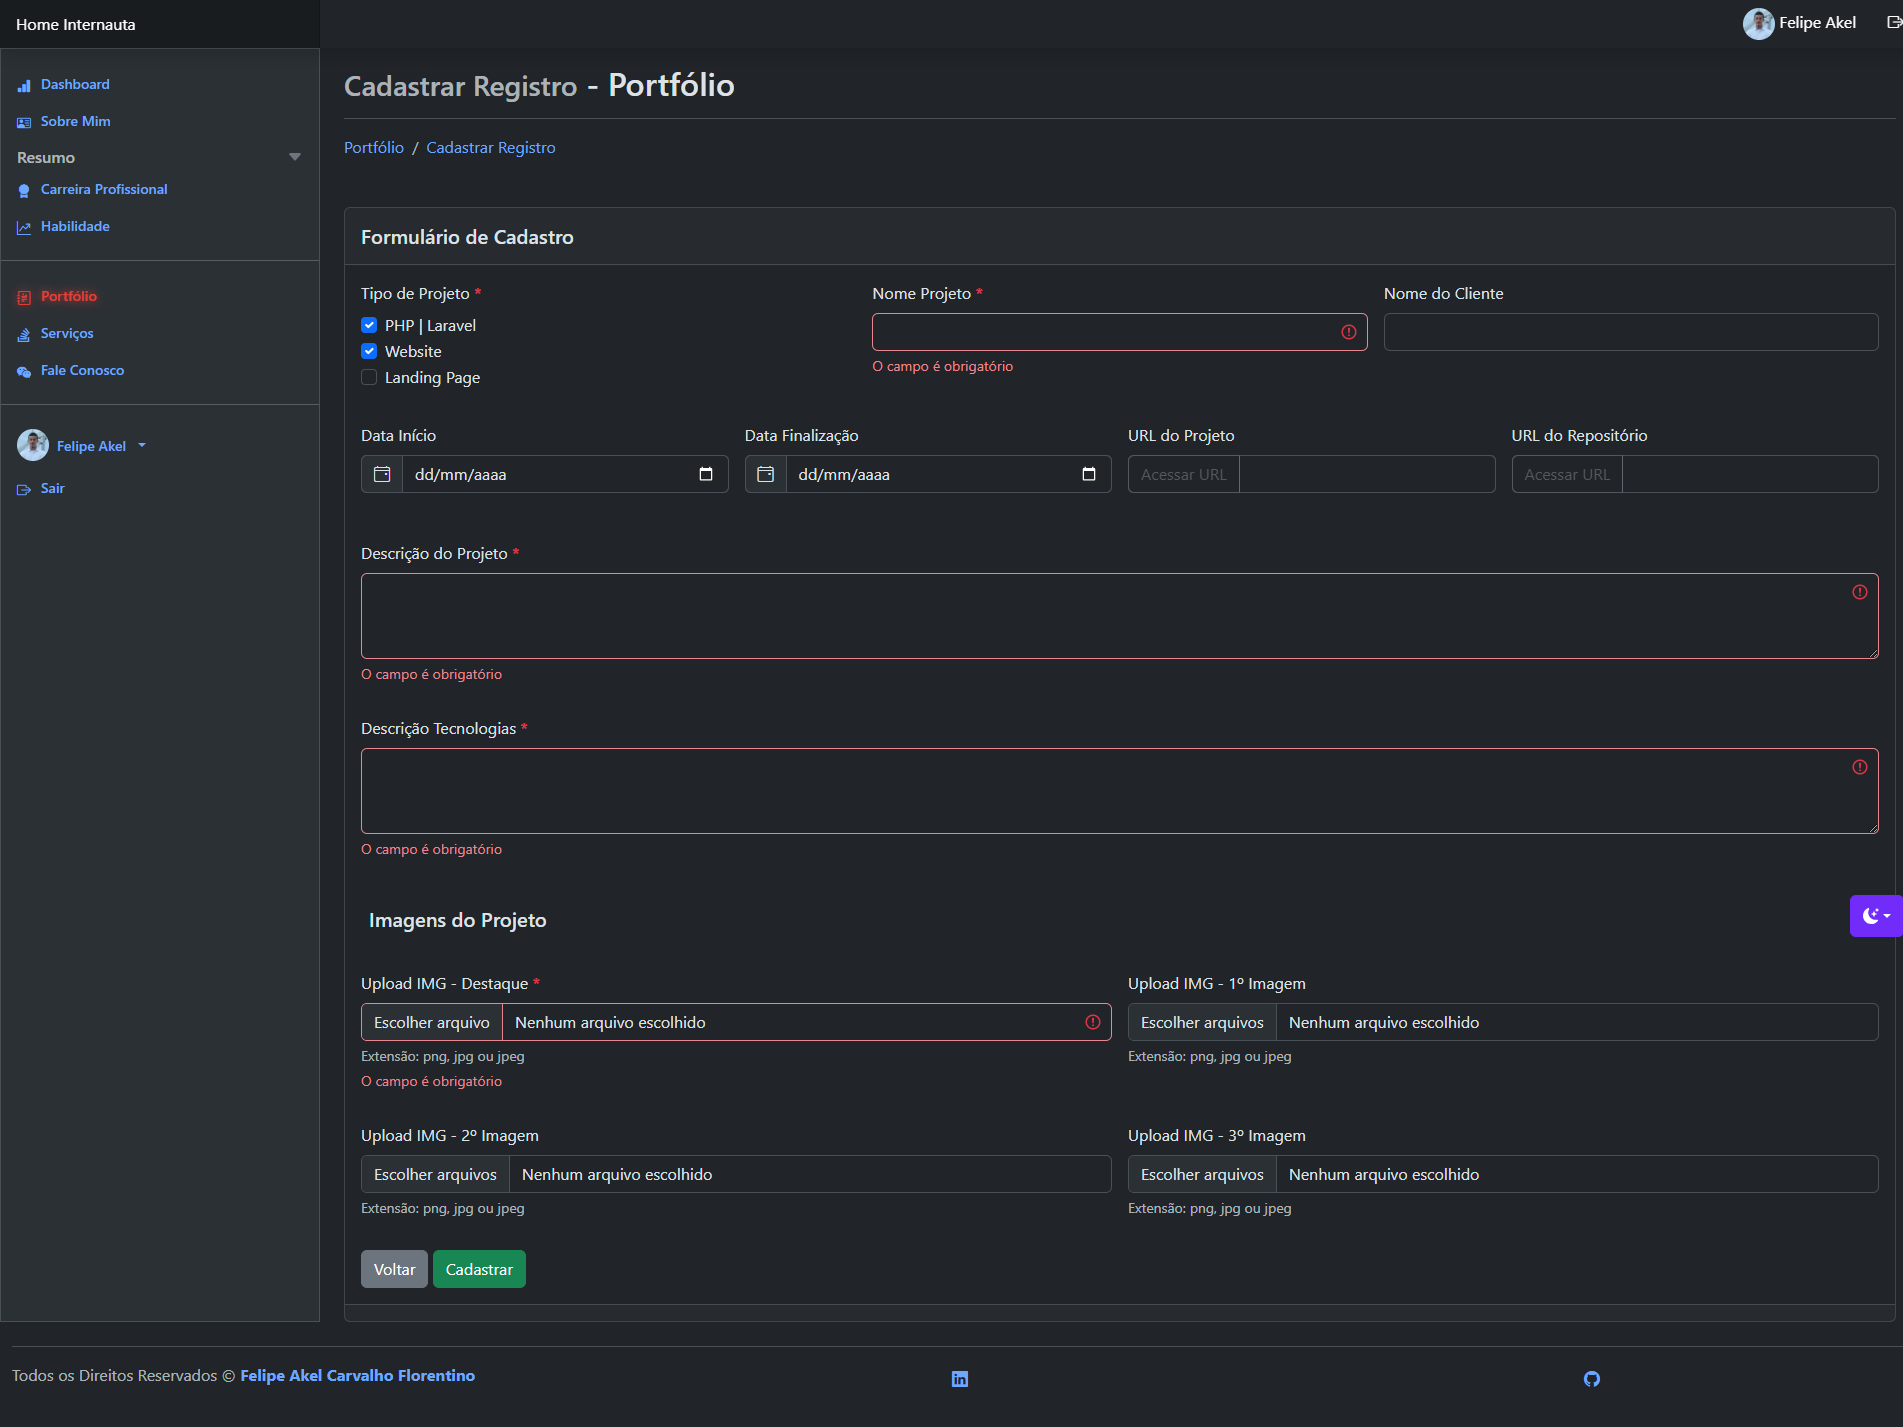 Home Internauta
Felipe Akel
Dashboard
Sobre Mim
Resumo
Carreira Profissional
Habilidade
Portfólio
Serviços
Fale Conosco
Felipe Akel
Sair
Cadastrar Registro - Portfólio
Portfólio / Cadastrar Registro
Formulário de Cadastro
Tipo de Projeto *
PHP | Laravel
Website
Landing Page
Nome Projeto *
O campo é obrigatório
Nome do Cliente
Data Início
dd/mm/aaaa
Data Finalização
dd/mm/aaaa
URL do Projeto
Acessar URL
URL do Repositório
Acessar URL
Descrição do Projeto *
O campo é obrigatório
Descrição Tecnologias *
O campo é obrigatório
Imagens do Projeto
Upload IMG - Destaque *
Escolher arquivo Nenhum arquivo escolhido
Extensão: png, jpg ou jpeg
O campo é obrigatório
Upload IMG - 1º Imagem
Escolher arquivos Nenhum arquivo escolhido
Extensão: png, jpg ou jpeg
Upload IMG - 2º Imagem
Escolher arquivos Nenhum arquivo escolhido
Extensão: png, jpg ou jpeg
Upload IMG - 3º Imagem
Escolher arquivos Nenhum arquivo escolhido
Extensão: png, jpg ou jpeg
Voltar Cadastrar
Todos os Direitos Reservados © Felipe Akel Carvalho Florentino